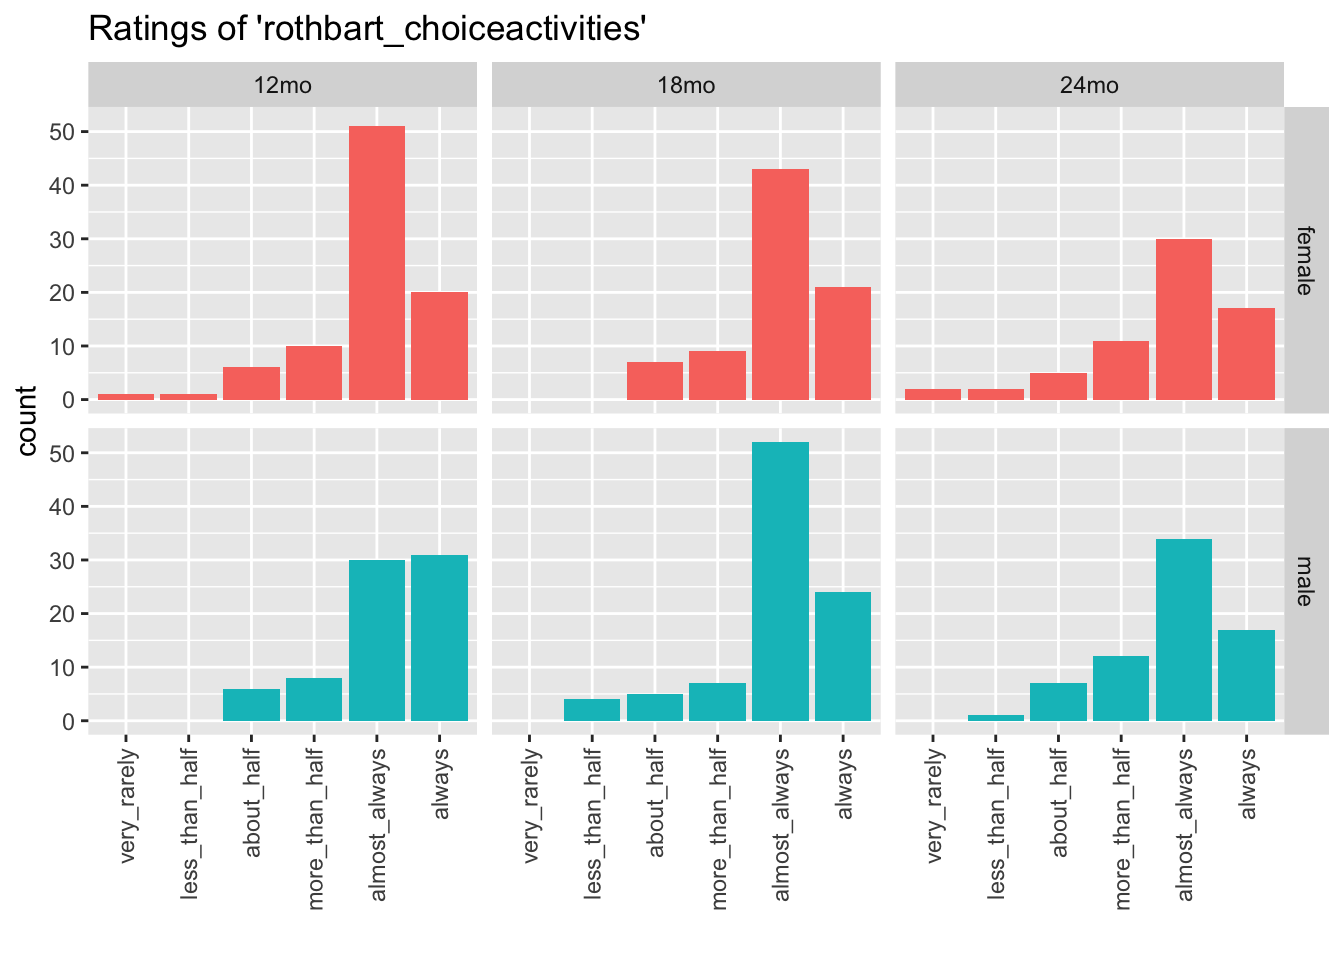 Ratings of 'rothbart_choiceactivities'
12mo 18mo 24mo
count
50
40
30
20
10
0
female
50
40
30
20
10
0
male
very_rarely less_than_half about_half more_than_half almost_always always
very_rarely less_than_half about_half more_than_half almost_always always
very_rarely less_than_half about_half more_than_half almost_always always